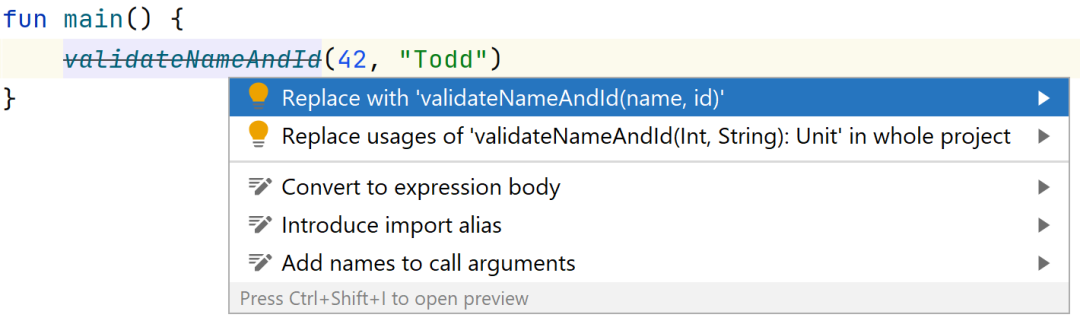 fun main() {
validateNameAndId(42, "Todd")
}
Replace with 'validateNameAndId(name, id)'
Replace usages of 'validateNameAndId(Int, String): Unit' in whole project
Convert to expression body
Introduce import alias
Add names to call arguments
Press Ctrl+Shift+I to open preview